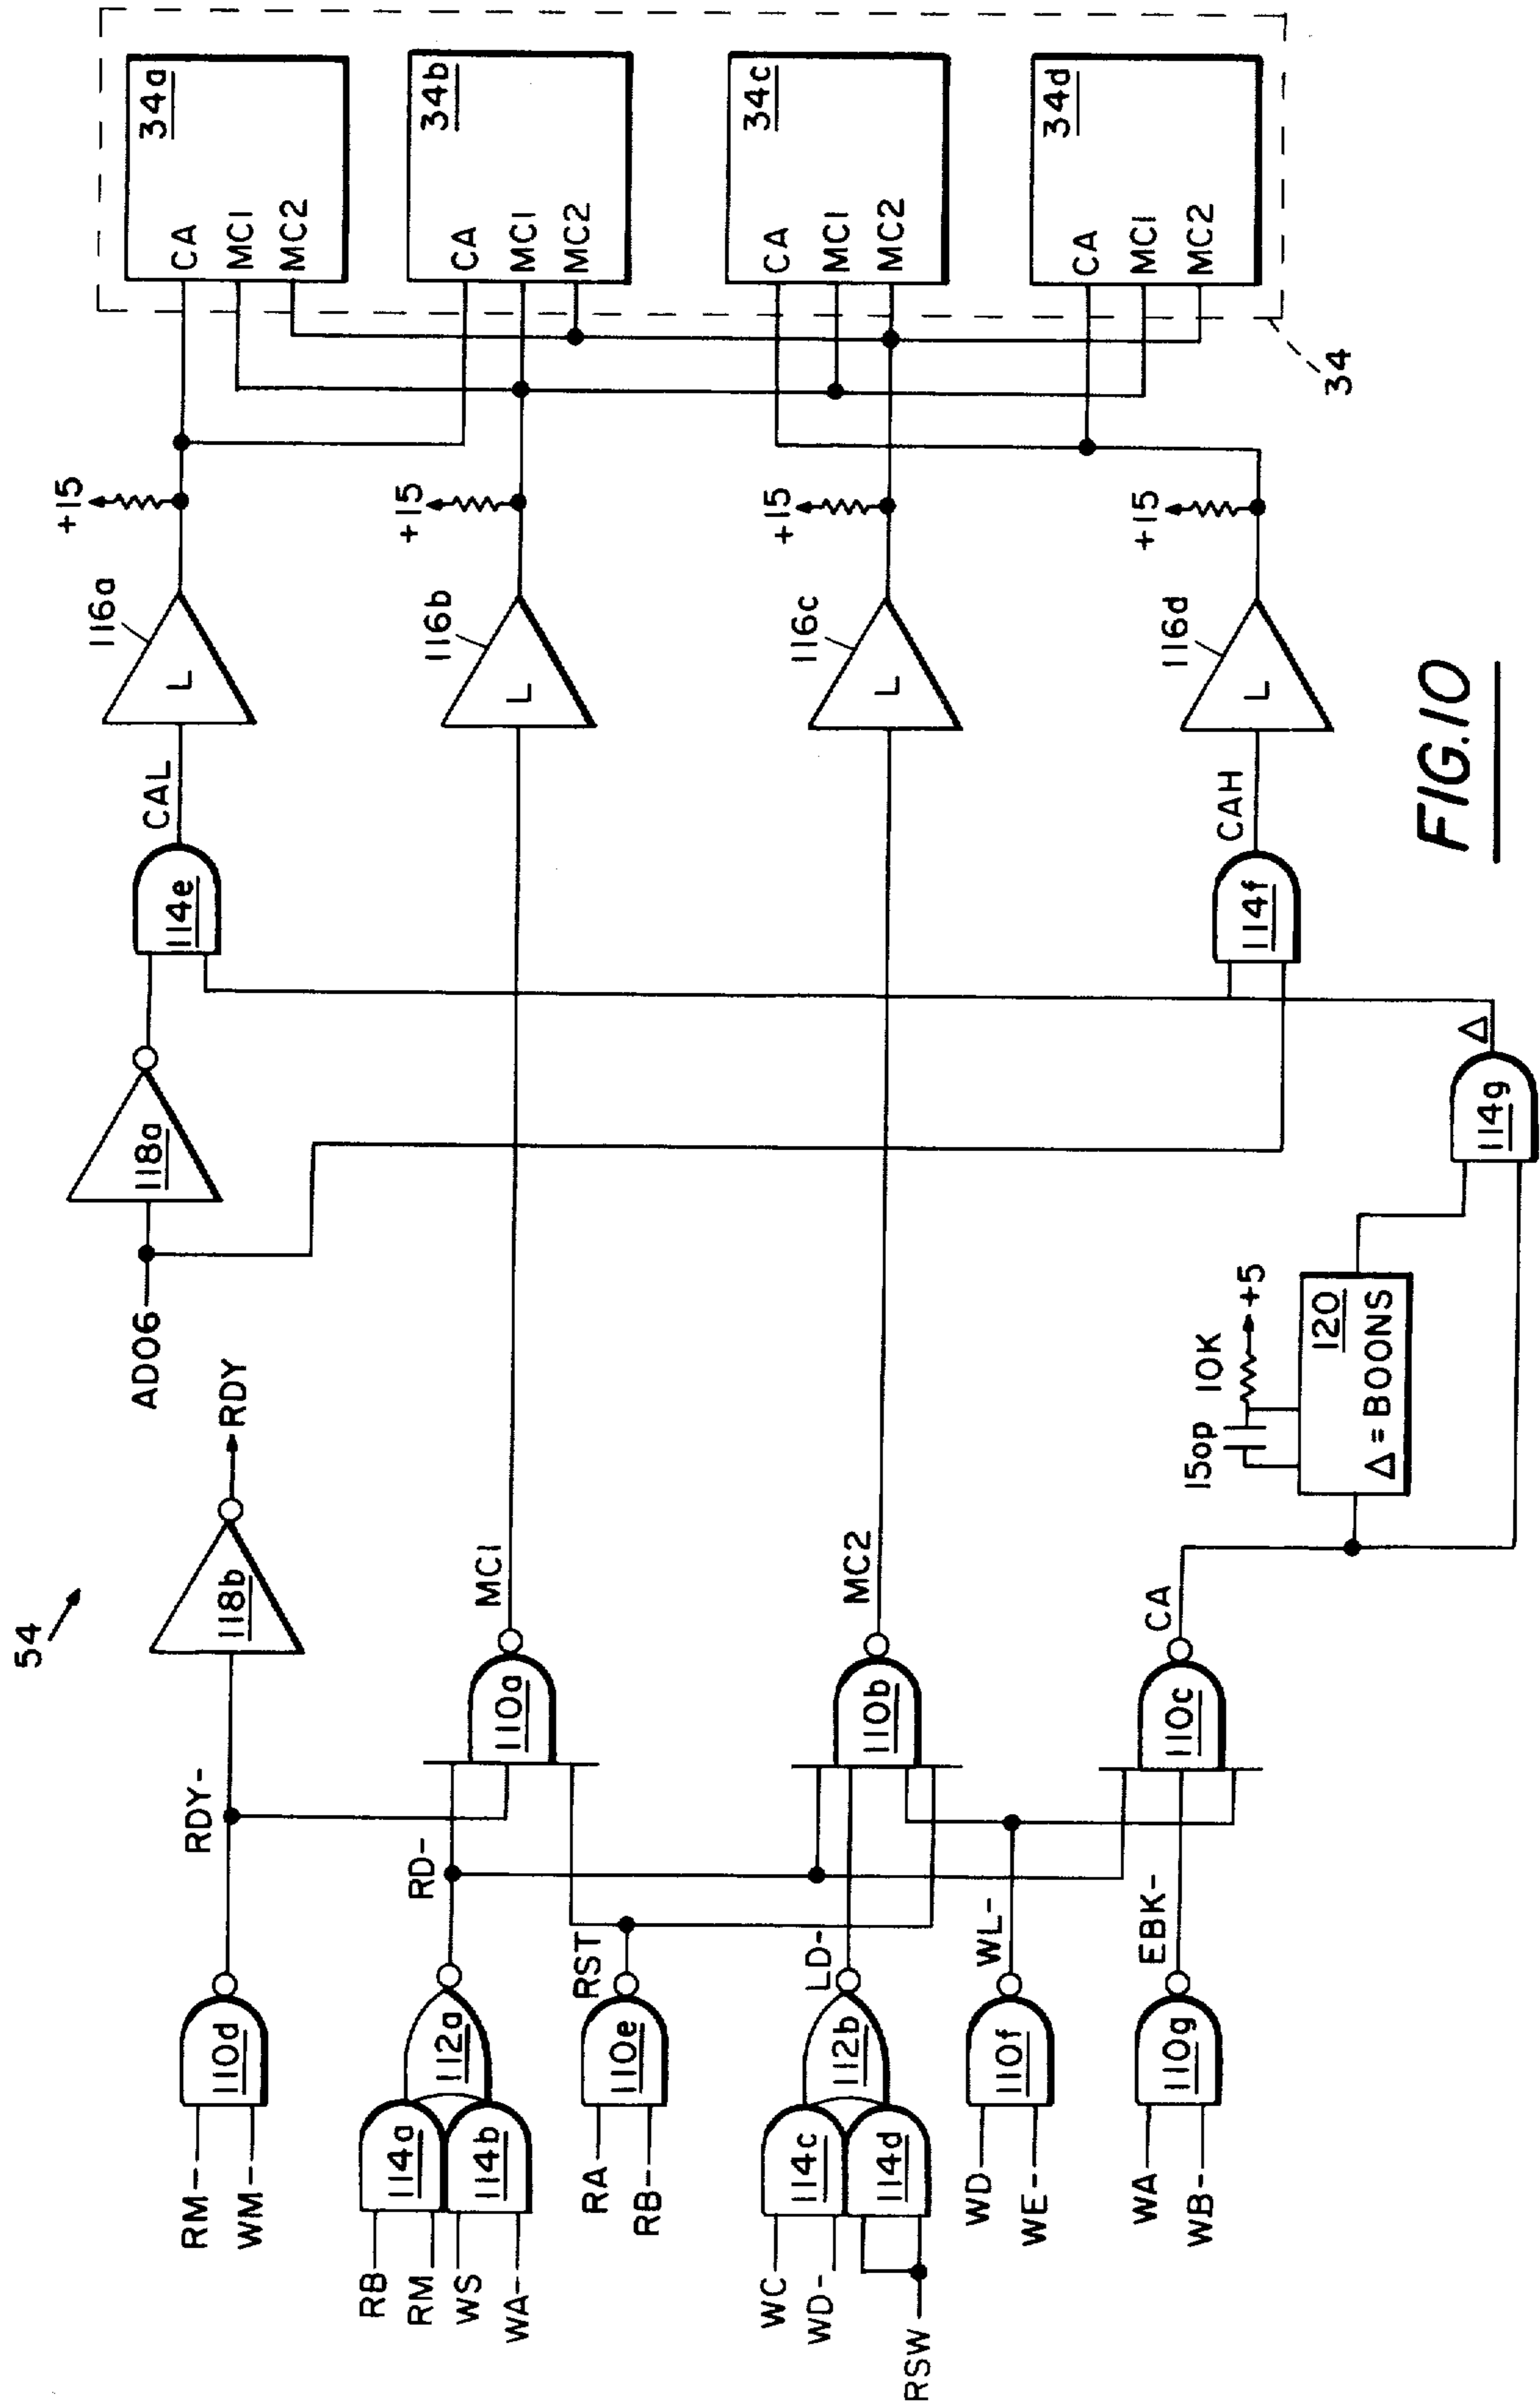 54
RM-
WM-
110d
RDY-
118b
RDY
RB
RM
WS
WA-
114a
114b
112a
RD-
110a
MC1
RA
RB-
110e
RST
WC
WD-
RSW
114c
114d
112b
LD-
110b
MC2
WD
WE-
110f
WL-
WA
WB-
110g
EBK-
110c
CA
15op
10K
+5
120
Δ = BOONS
114g
Δ
AD06
118a
114e
CAL
116a
L
+15
116b
L
+15
116c
L
+15
114f
CAH
116d
L
+15
34a
CA
MC1
MC2
34b
CA
MC1
MC2
34c
CA
MC1
MC2
34d
CA
MC1
MC2
34
FIG.10